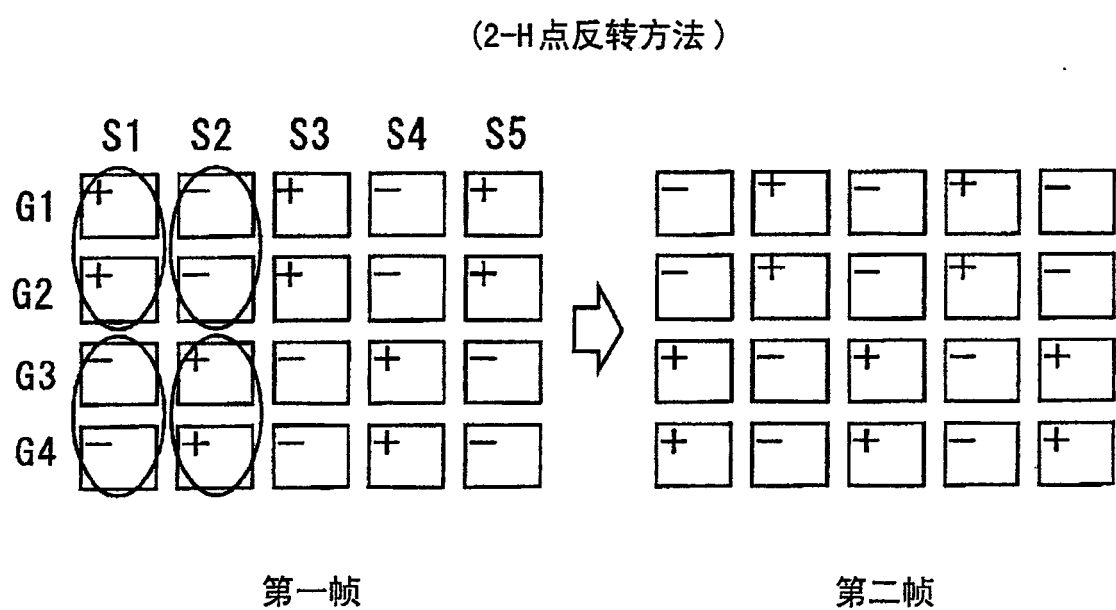 (2-H点反转方法)
S1 S2 S3 S4 S5
G1 + − + − + − + − + −
G2 + − + − + − + − + −
G3 − + − + − + − + − +
G4 − + − + − + − + − +
第一帧 第二帧